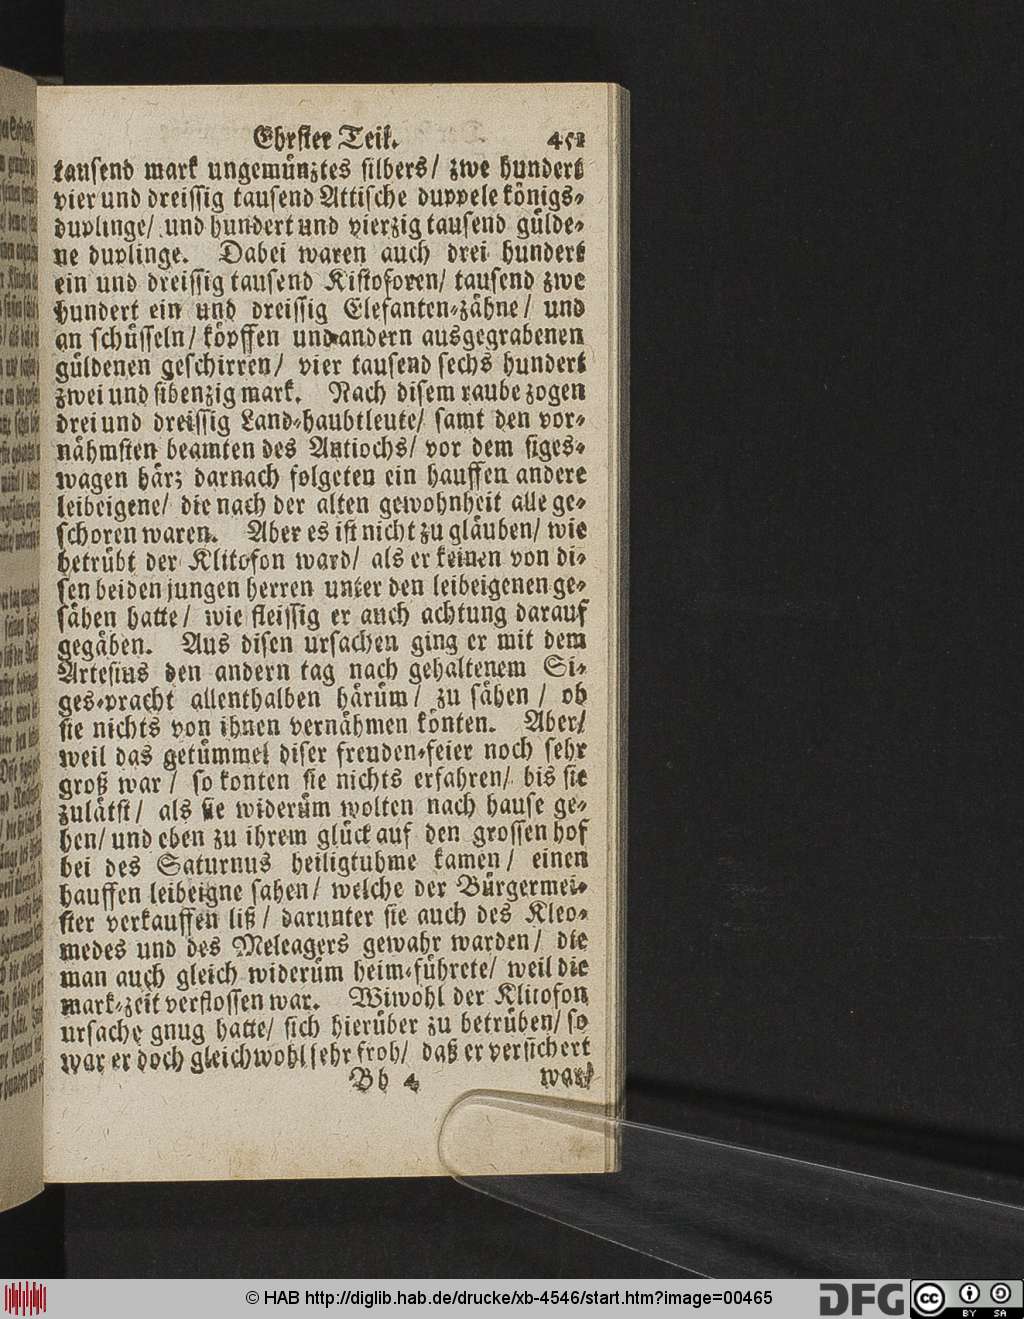 Ehrster Teil. 451
tausend mark ungemüntztes silbers/ zwe hundert
vier und dreissig tausend Attische duppele königs-
duplinge/ und hundert und vierzig tausend gülde-
ne duplinge. Dabei waren auch drei hundert
ein und dreissig tausend Kistoforen/ tausend zwe
hundert ein und dreissig Elefanten-zähne/ und
an schüsseln/ köpffen und andern ausgegrabenen
güldenen geschirren/ vier tausend sechs hundert
zwei und sibenzig mark. Nach disem raube zogen
drei und dreissig Land-haubtleute/ samt den vor-
nähmsten beamten des Antiochs/ vor dem siges-
wagen här; darnach folgeten ein hauffen andere
leibeigene/ die nach der alten gewohnheit alle ge-
schoren waren. Aber es ist nicht zu gläuben/ wie
betrübt der Klitofon ward/ als er keinen von di-
sen beiden jungen herren unter den leibeigenen ge-
sähen hatte/ wie fleissig er auch achtung darauf
gegäben. Aus disen ursachen ging er mit dem
Artesius den andern tag nach gehaltenem Si-
ges-pracht allenthalben härüm/ zu sähen/ ob
sie nichts von ihnen vernähmen könten. Aber/
weil das getümmel diser freuden-feier noch sehr
groß war/ so konten sie nichts erfahren/ bis sie
zulätst/ als sie widerüm wolten nach hause ge-
hen/ und eben zu ihrem glück auf den grossen hof
bei des Saturnus heiligtuhme kamen/ einen
hauffen leibeigne sahen/ welche der Bürgermei-
ster verkauffen liß/ darunter sie auch des Kleo-
medes und des Meleagers gewahr warden/ die
man auch gleich widerüm heim-führete/ weil die
mark-zeit verflossen war. Wiwohl der Klitofon
ursache gnug hatte/ sich hierüber zu betrüben/ so
war er doch gleichwohl sehr froh/ daß er versichert
Bb 4 ward
© HAB http://diglib.hab.de/drucke/xb-4546/start.htm?image=00465
DFG
cc BY SA